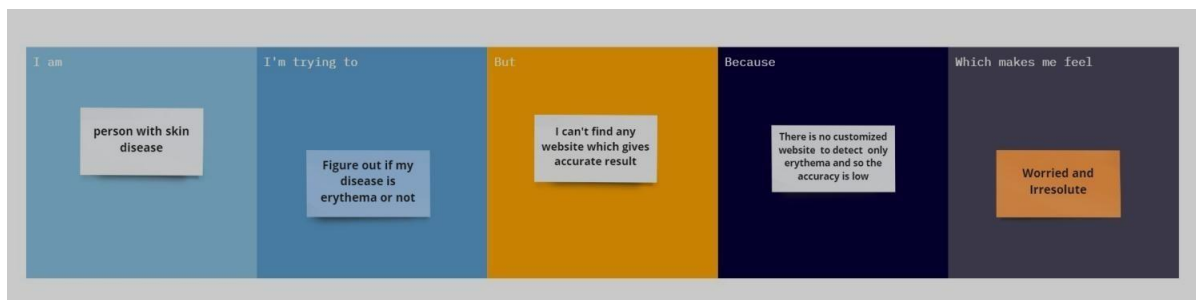 I am
person with skin
disease
I'm trying to
Figure out if my
disease is
erythema or not
But
I can't find any
website which gives
accurate result
Because
There is no customized
website to detect only
erythema and so the
accuracy is low
Which makes me feel
Worried and
Irresolute